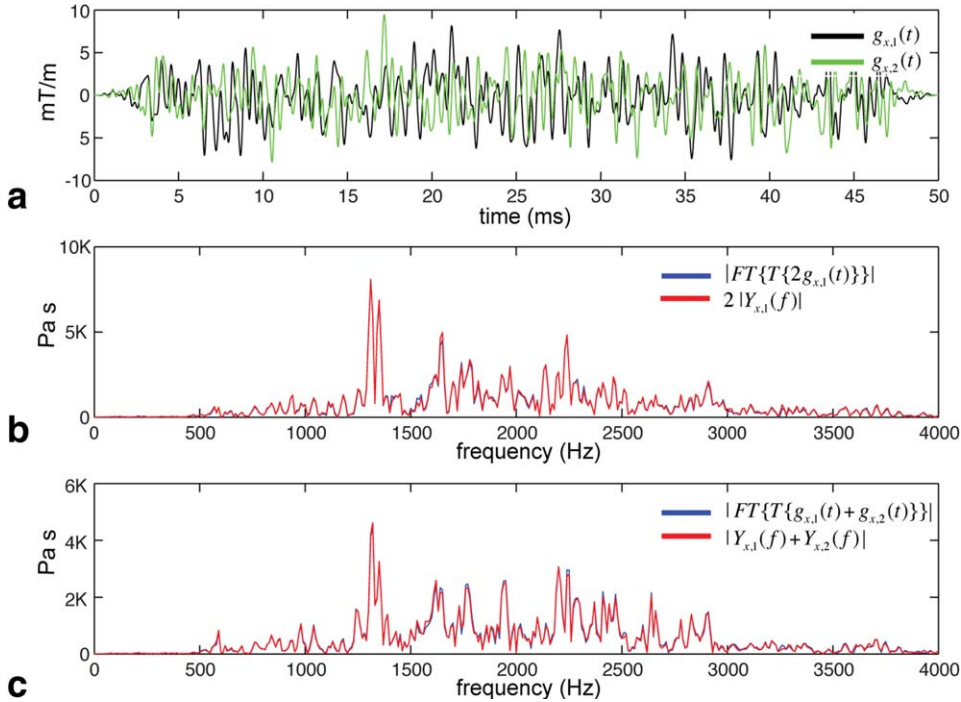 10
5
0
5
-10
mT/m
g_{x,1}(t)
g_{x,2}(t)
0 5 10 15 20 25 30 35 40 45 50
time (ms)
a
10K
5K
0
Pa s
|FT{T{2g_{x,1}(t)}}|
2 |Y_{x,1}(f)|
0 500 1000 1500 2000 2500 3000 3500 4000
frequency (Hz)
b
6K
4K
2K
0
Pa s
|FT{T{g_{x,1}(t)+g_{x,2}(t)}}|
|Y_{x,1}(f)+Y_{x,2}(f)|
0 500 1000 1500 2000 2500 3000 3500 4000
frequency (Hz)
c